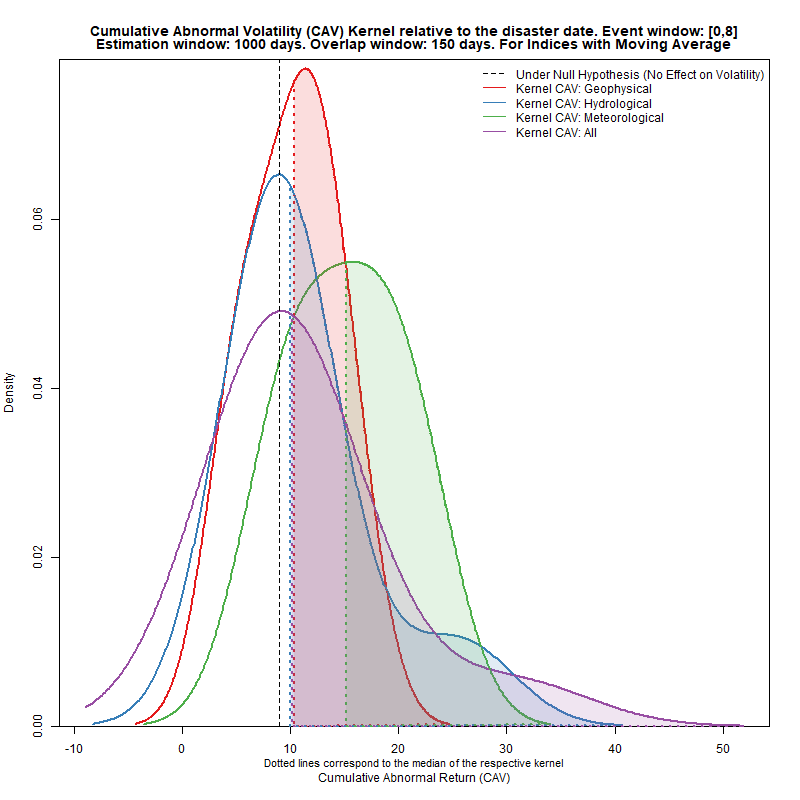 Cumulative Abnormal Volatility (CAV) Kernel relative to the disaster date. Event window: [0,8]
Estimation window: 1000 days. Overlap window: 150 days. For Indices with Moving Average
Under Null Hypothesis (No Effect on Volatility)
Kernel CAV: Geophysical
Kernel CAV: Hydrological
Kernel CAV: Meteorological
Kernel CAV: All
Density
0.06
0.04
0.02
0.00
-10 0 10 20 30 40 50
Dotted lines correspond to the median of the respective kernel
Cumulative Abnormal Return (CAV)